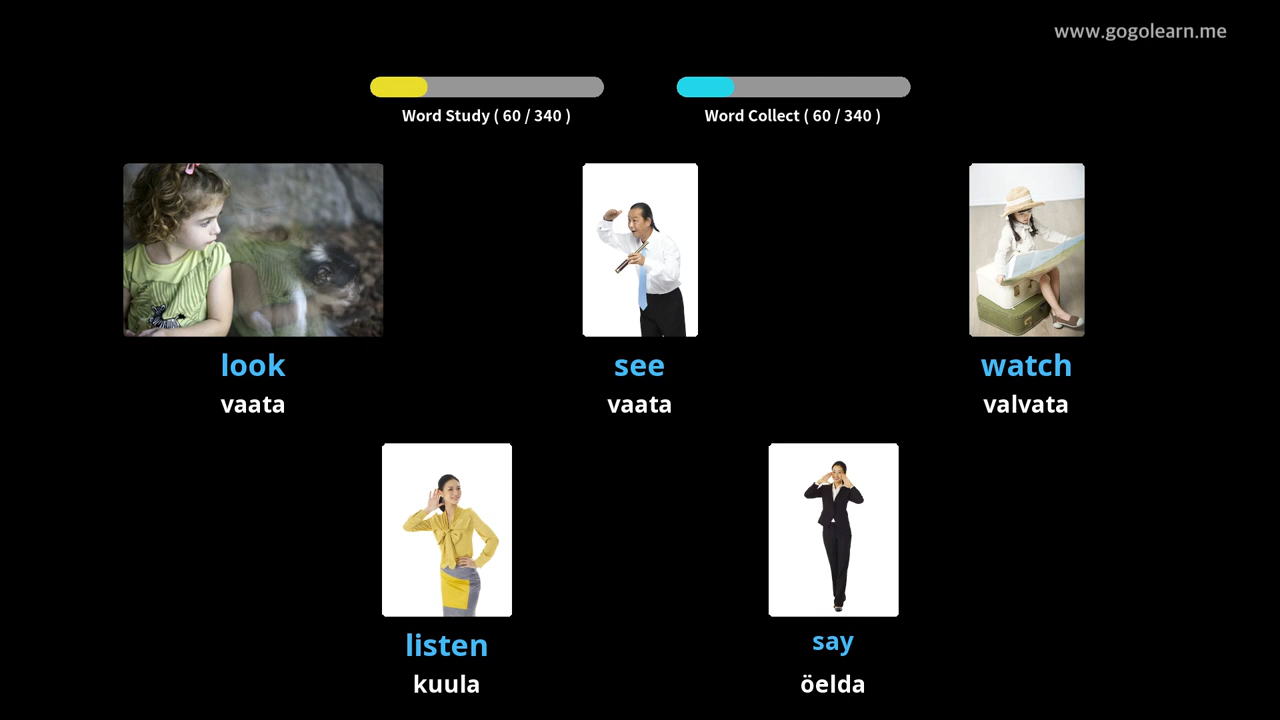 www.gogolearn.me
Word Study ( 60 / 340 )
Word Collect ( 60 / 340 )
look
see
watch
vaata
vaata
valvata
listen
say
kuula
öelda